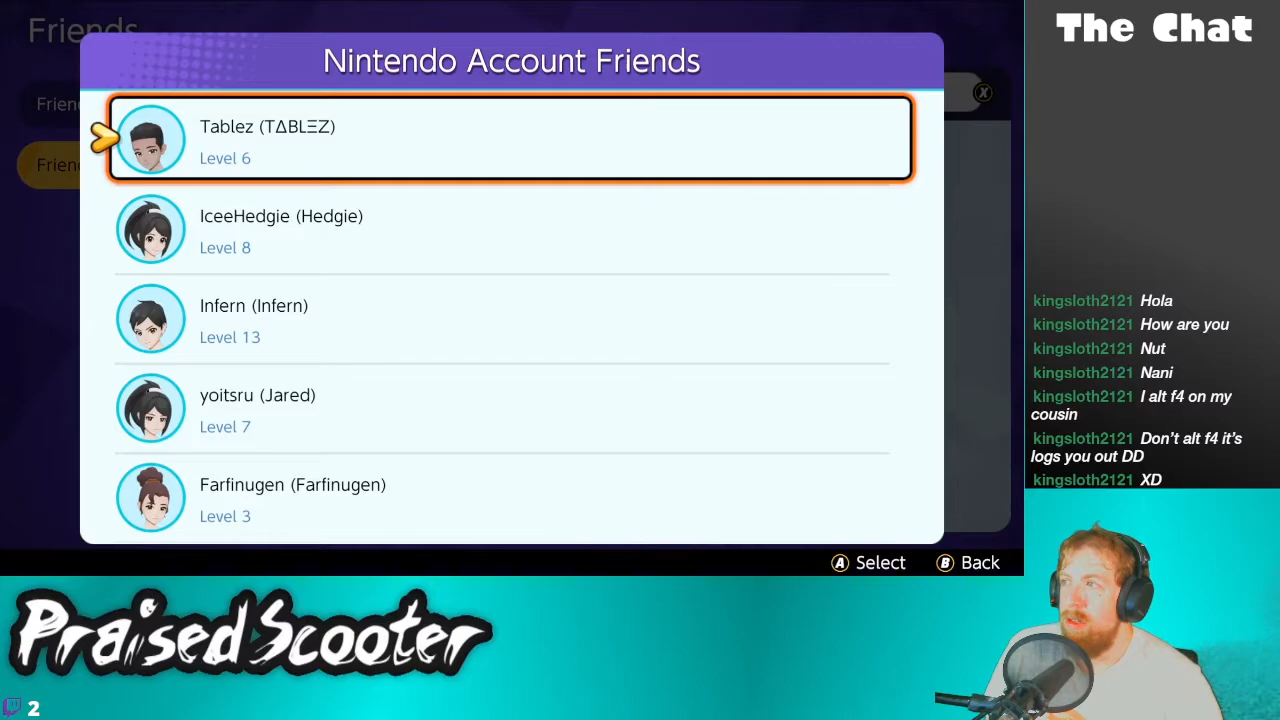 Friends
Nintendo Account Friends
Frien
Frien
X
Tablez (TΔBLΞZ)
Level 6
IceeHedgie (Hedgie)
Level 8
Infern (Infern)
Level 13
yoitsru (Jared)
Level 7
Farfinugen (Farfinugen)
Level 3
A Select
B Back
The Chat
kingsloth2121 Hola
kingsloth2121 How are you
kingsloth2121 Nut
kingsloth2121 Nani
kingsloth2121 I alt f4 on my
cousin
kingsloth2121 Don't alt f4 it's
logs you out DD
kingsloth2121 XD
PraisedScooter
2